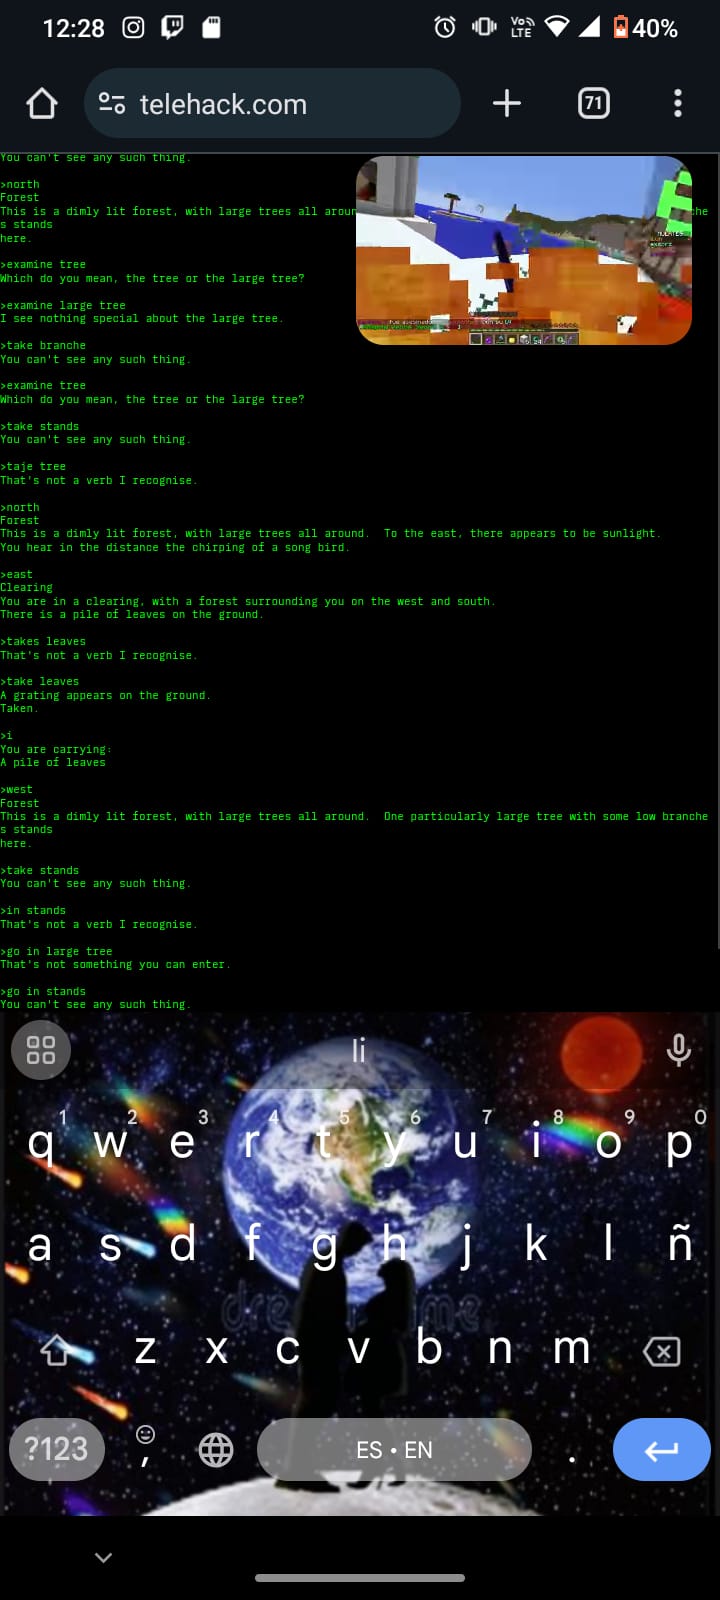 12:28
Vo
LTE
40%
telehack.com
71
You can't see any such thing.
>north
Forest
This is a dimly lit forest, with large trees all aroun
he
s stands
here.
>examine tree
Which do you mean, the tree or the large tree?
>examine large tree
I see nothing special about the large tree.
>take branche
You can't see any such thing.
>examine tree
Which do you mean, the tree or the large tree?
>take stands
You can't see any such thing.
>taje tree
That's not a verb I recognise.
>north
Forest
This is a dimly lit forest, with large trees all around.  To the east, there appears to be sunlight.
You hear in the distance the chirping of a song bird.
>east
Clearing
You are in a clearing, with a forest surrounding you on the west and south.
There is a pile of leaves on the ground.
>takes leaves
That's not a verb I recognise.
>take leaves
A grating appears on the ground.
Taken.
>i
You are carrying:
A pile of leaves
>west
Forest
This is a dimly lit forest, with large trees all around.  One particularly large tree with some low branche
s stands
here.
>take stands
You can't see any such thing.
>in stands
That's not a verb I recognise.
>go in large tree
That's not something you can enter.
>go in stands
You can't see any such thing.
li
1 2 3 4 5 6 7 8 9 0
q w e r t y u i o p
a s d f g h j k l ñ
z x c v b n m
?123 , ES • EN .